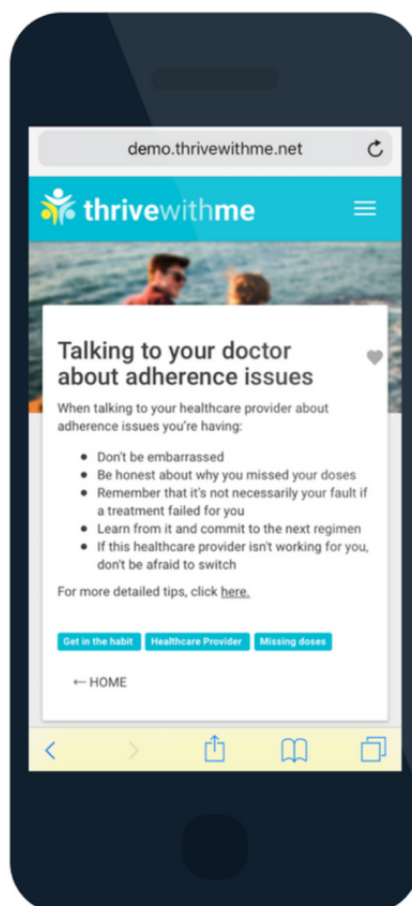 demo.thrivewithme.net
thrivewithme
Talking to your doctor
about adherence issues
When talking to your healthcare provider about
adherence issues you're having:
• Don't be embarrassed
• Be honest about why you missed your doses
• Remember that it's not necessarily your fault if
a treatment failed for you
• Learn from it and commit to the next regimen
• If this healthcare provider isn't working for you,
don't be afraid to switch
For more detailed tips, click here.
Get in the habit Healthcare Provider Missing doses
← HOME